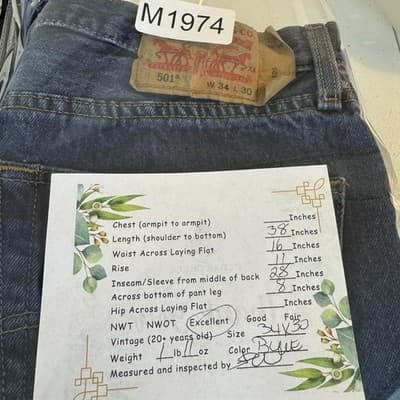 M1974
CO
501®
W 34 L 30
Chest (armpit to armpit) ___Inches
Length (shoulder to bottom) 38 Inches
Waist Across Laying Flat 16 Inches
Rise 11 Inches
Inseam/Sleeve from middle of back 28 Inches
Across bottom of pant leg 8 Inches
Hip Across Laying Flat ___Inches
NWT NWOT Excellent Good Fair
Vintage (20+ years old) Size 34X30
Weight 1 lb 11 oz Color Blue
Measured and inspected by